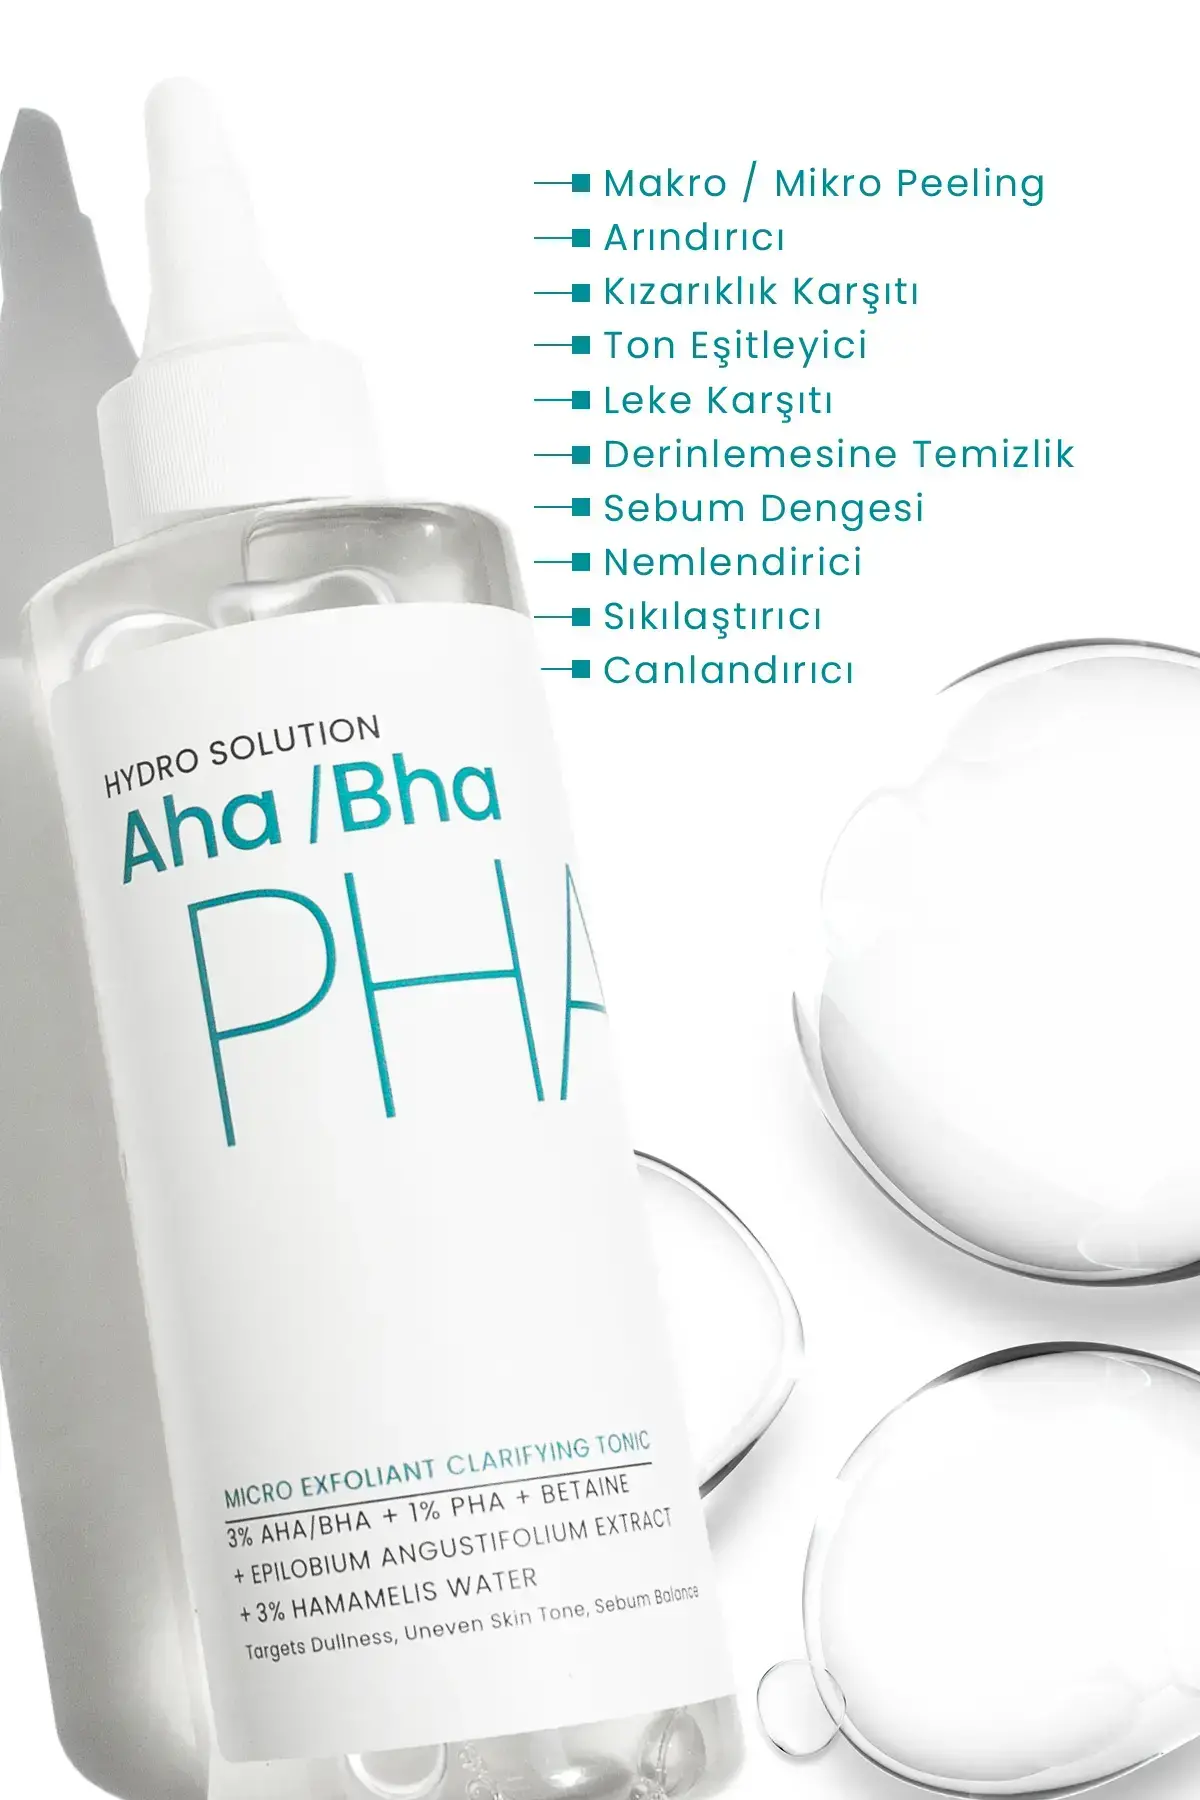 Makro / Mikro Peeling
Arındırıcı
Kızarıklık Karşıtı
Ton Eşitleyici
Leke Karşıtı
Derinlemesine Temizlik
Sebum Dengesi
Nemlendirici
Sıkılaştırıcı
Canlandırıcı
HYDRO SOLUTION
Aha /Bha
PHA
MICRO EXFOLIANT CLARIFYING TONIC
3% AHA/BHA + 1% PHA + BETAINE
+ EPILOBIUM ANGUSTIFOLIUM EXTRACT
+ 3% HAMAMELIS WATER
Targets Dullness, Uneven Skin Tone, Sebum Balance